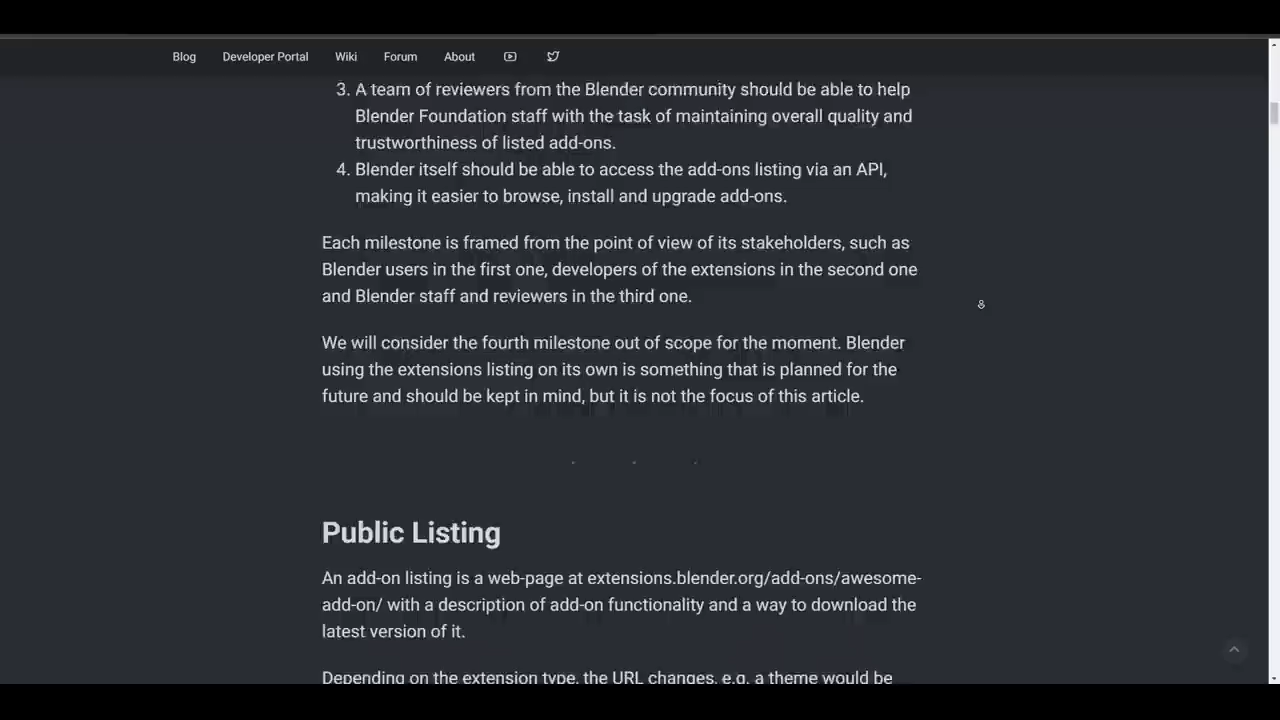 Blog Developer Portal Wiki Forum About
3. A team of reviewers from the Blender community should be able to help
Blender Foundation staff with the task of maintaining overall quality and
trustworthiness of listed add-ons.
4. Blender itself should be able to access the add-ons listing via an API,
making it easier to browse, install and upgrade add-ons.
Each milestone is framed from the point of view of its stakeholders, such as
Blender users in the first one, developers of the extensions in the second one
and Blender staff and reviewers in the third one.
We will consider the fourth milestone out of scope for the moment. Blender
using the extensions listing on its own is something that is planned for the
future and should be kept in mind, but it is not the focus of this article.
. . .
Public Listing
An add-on listing is a web-page at extensions.blender.org/add-ons/awesome-
add-on/ with a description of add-on functionality and a way to download the
latest version of it.
Depending on the extension type, the URL changes, e.g. a theme would be